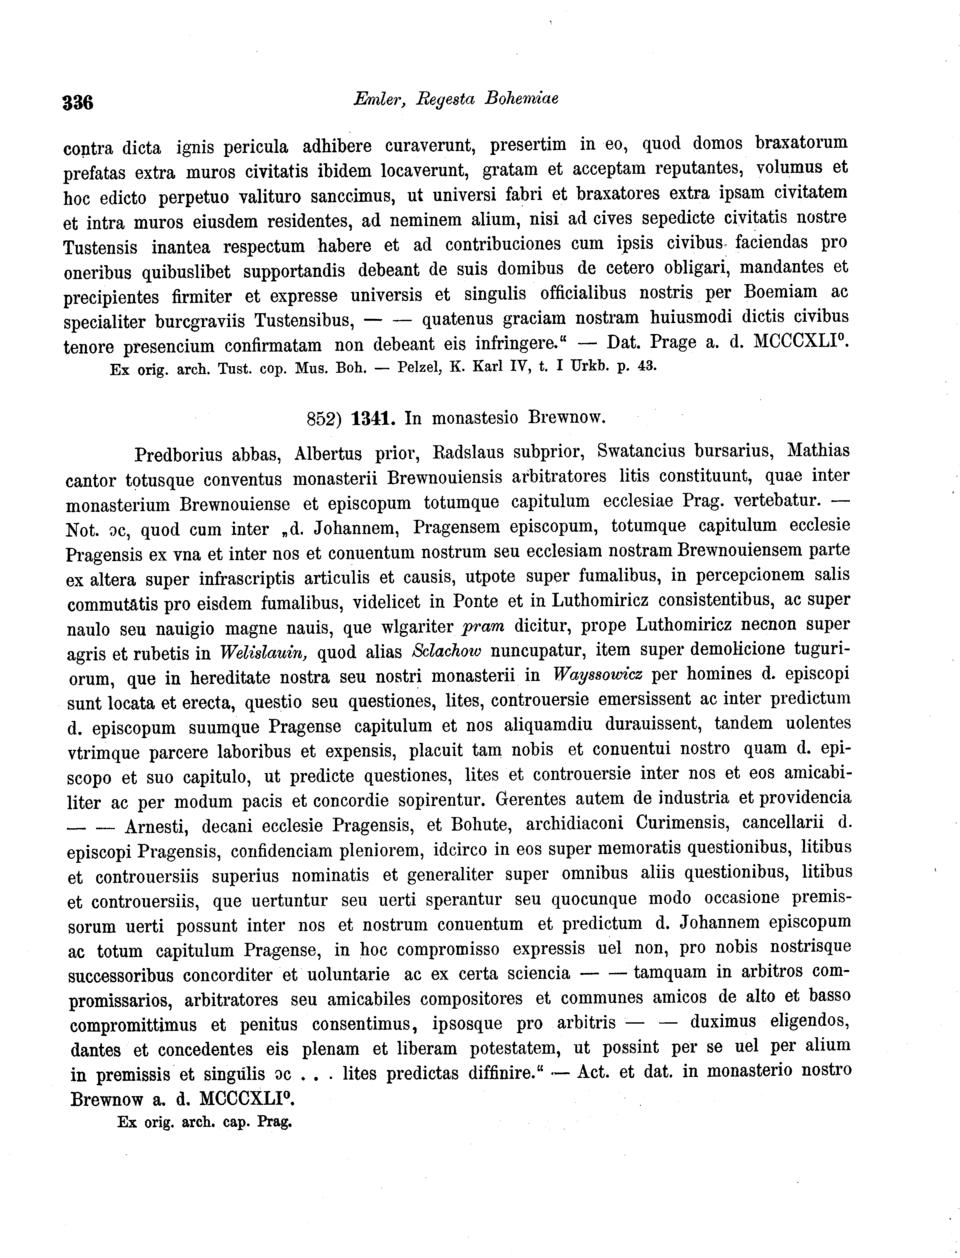 336 Emler, Regesta Bohemiae
contra dicta ignis pericula adhibere curaverunt, presertim in eo, quod domos braxatorum
prefatas extra muros civitatis ibidem locaverunt, gratam et acceptam reputantes, volumus et
hoc edicto perpetuo valituro sanccimus, ut universi fabri et braxatores extra ipsam civitatem
et intra muros eiusdem residentes, ad neminem alium, nisi ad cives sepedicte civitatis nostre
Tustensis inantea respectum habere et ad contribuciones cum ipsis civibus faciendas pro
oneribus quibuslibet supportandis debeant de suis domibus de cetero obligari, mandantes et
precipientes firmiter et expresse universis et singulis officialibus nostris per Boemiam ac
specialiter burcgraviis Tustensibus, — — quatenus graciam nostram huiusmodi dictis civibus
tenore presencium confirmatam non debeant eis infringere.“ — Dat. Prage a. d. MCCCXLI⁰.
Ex orig. arch. Tust. cop. Mus. Boh. — Pelzel, K. Karl IV, t. I Urkb. p. 43.
852) 1341. In monastesio Brewnow.
Predborius abbas, Albertus prior, Radslaus subprior, Swatancius bursarius, Mathias
cantor totusque conventus monasterii Brewnouiensis arbitratores litis constituunt, quae inter
monasterium Brewnouiense et episcopum totumque capitulum ecclesiae Prag. vertebatur. —
Not. ɔc, quod cum inter „d. Johannem, Pragensem episcopum, totumque capitulum ecclesie
Pragensis ex vna et inter nos et conuentum nostrum seu ecclesiam nostram Brewnouiensem parte
ex altera super infrascriptis articulis et causis, utpote super fumalibus, in percepcionem salis
commutatis pro eisdem fumalibus, videlicet in Ponte et in Luthomiricz consistentibus, ac super
naulo seu nauigio magne nauis, que wlgariter pram dicitur, prope Luthomiricz necnon super
agris et rubetis in Welislauin, quod alias Sclachow nuncupatur, item super demolicione tuguri-
orum, que in hereditate nostra seu nostri monasterii in Wayssowicz per homines d. episcopi
sunt locata et erecta, questio seu questiones, lites, controuersie emersissent ac inter predictum
d. episcopum suumque Pragense capitulum et nos aliquamdiu durauissent, tandem uolentes
vtrimque parcere laboribus et expensis, placuit tam nobis et conuentui nostro quam d. epi-
scopo et suo capitulo, ut predicte questiones, lites et controuersie inter nos et eos amicabi-
liter ac per modum pacis et concordie sopirentur. Gerentes autem de industria et providencia
— — Arnesti, decani ecclesie Pragensis, et Bohute, archidiaconi Curimensis, cancellarii d.
episcopi Pragensis, confidenciam pleniorem, idcirco in eos super memoratis questionibus, litibus
et controuersiis superius nominatis et generaliter super omnibus aliis questionibus, litibus
et controuersiis, que uertuntur seu uerti sperantur seu quocunque modo occasione premis-
sorum uerti possunt inter nos et nostrum conuentum et predictum d. Johannem episcopum
ac totum capitulum Pragense, in hoc compromisso expressis uel non, pro nobis nostrisque
successoribus concorditer et uoluntarie ac ex certa sciencia — — tamquam in arbitros com-
promissarios, arbitratores seu amicabiles compositores et communes amicos de alto et basso
compromittimus et penitus consentimus, ipsosque pro arbitris — — duximus eligendos,
dantes et concedentes eis plenam et liberam potestatem, ut possint per se uel per alium
in premissis et singulis ɔc . . . lites predictas diffinire.“ — Act. et dat. in monasterio nostro
Brewnow a. d. MCCCXLI⁰.
Ex orig. arch. cap. Prag.